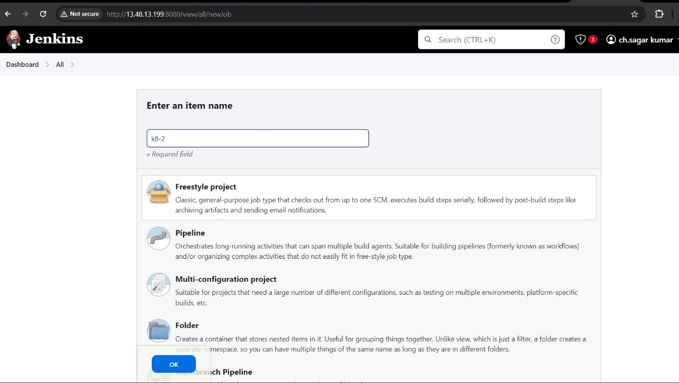 Not secure http://13.48.13.199:8080/view/all/newJob
Jenkins
Search (CTRL+K)
1
ch.sagar kumar
Dashboard > All >
Enter an item name
k8-2
» Required field
Freestyle project
Classic, general-purpose job type that checks out from up to one SCM, executes build steps serially, followed by post-build steps like
archiving artifacts and sending email notifications.
Pipeline
Orchestrates long-running activities that can span multiple build agents. Suitable for building pipelines (formerly known as workflows)
and/or organizing complex activities that do not easily fit in free-style job type.
Multi-configuration project
Suitable for projects that need a large number of different configurations, such as testing on multiple environments, platform-specific
builds, etc.
Folder
Creates a container that stores nested items in it. Useful for grouping things together. Unlike view, which is just a filter, a folder creates a
separate namespace, so you can have multiple things of the same name as long as they are in different folders.
OK
Multibranch Pipeline